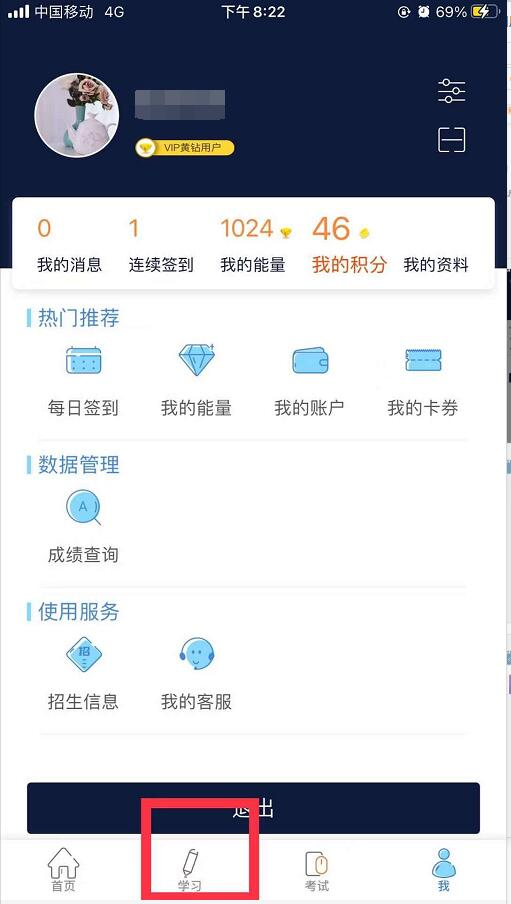 中国移动 4G 下午8:22 69%
VIP黄钻用户
0 1 1024 46
我的消息 连续签到 我的能量 我的积分 我的资料
热门推荐
每日签到 我的能量 我的账户 我的卡券
数据管理
A
成绩查询
使用服务
招
招生信息 我的客服
退出
首页 学习 考试 我